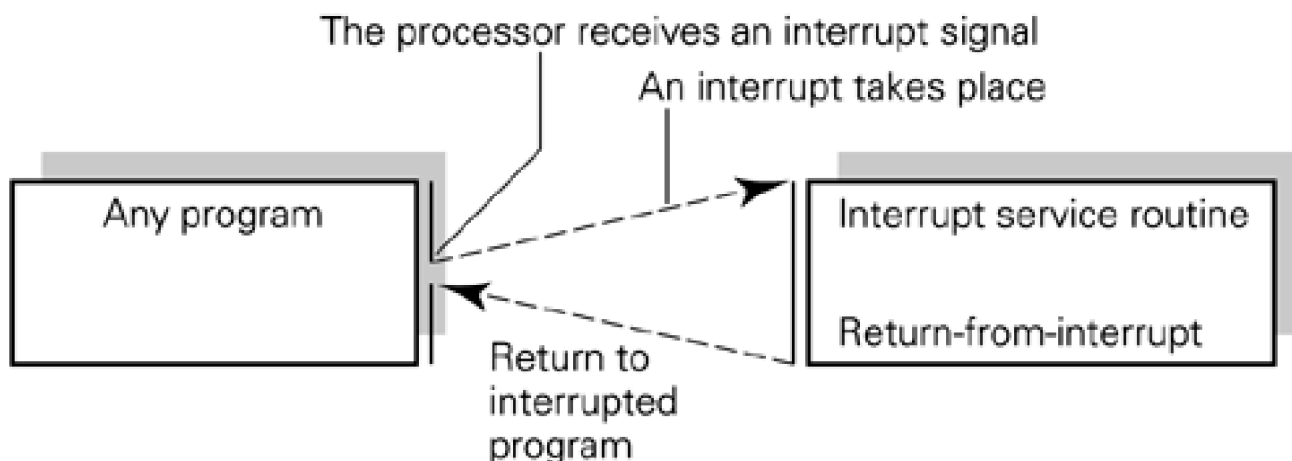 The processor receives an interrupt signal
An interrupt takes place
Any program
Interrupt service routine
Return-from-interrupt
Return to
interrupted
program